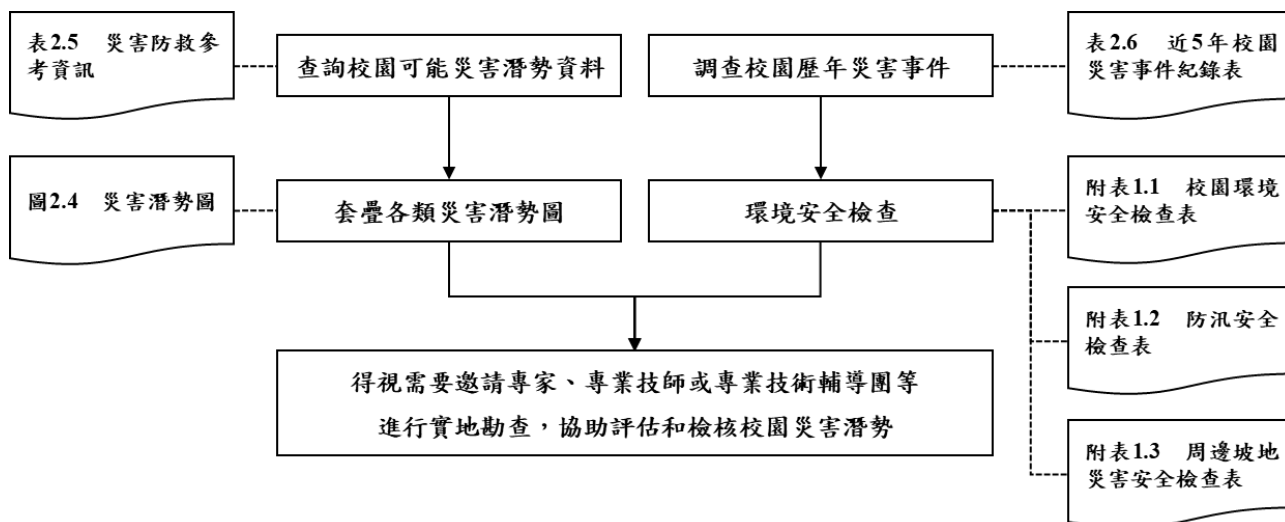 表2.5 災害防救參
考資訊
查詢校園可能災害潛勢資料
調查校園歷年災害事件
表2.6 近5年校園
災害事件紀錄表
圖2.4 災害潛勢圖
套疊各類災害潛勢圖
環境安全檢查
附表1.1 校園環境
安全檢查表
附表1.2 防汛安全
檢查表
得視需要邀請專家、專業技師或專業技術輔導團等
進行實地勘查，協助評估和檢核校園災害潛勢
附表1.3 周邊坡地
災害安全檢查表